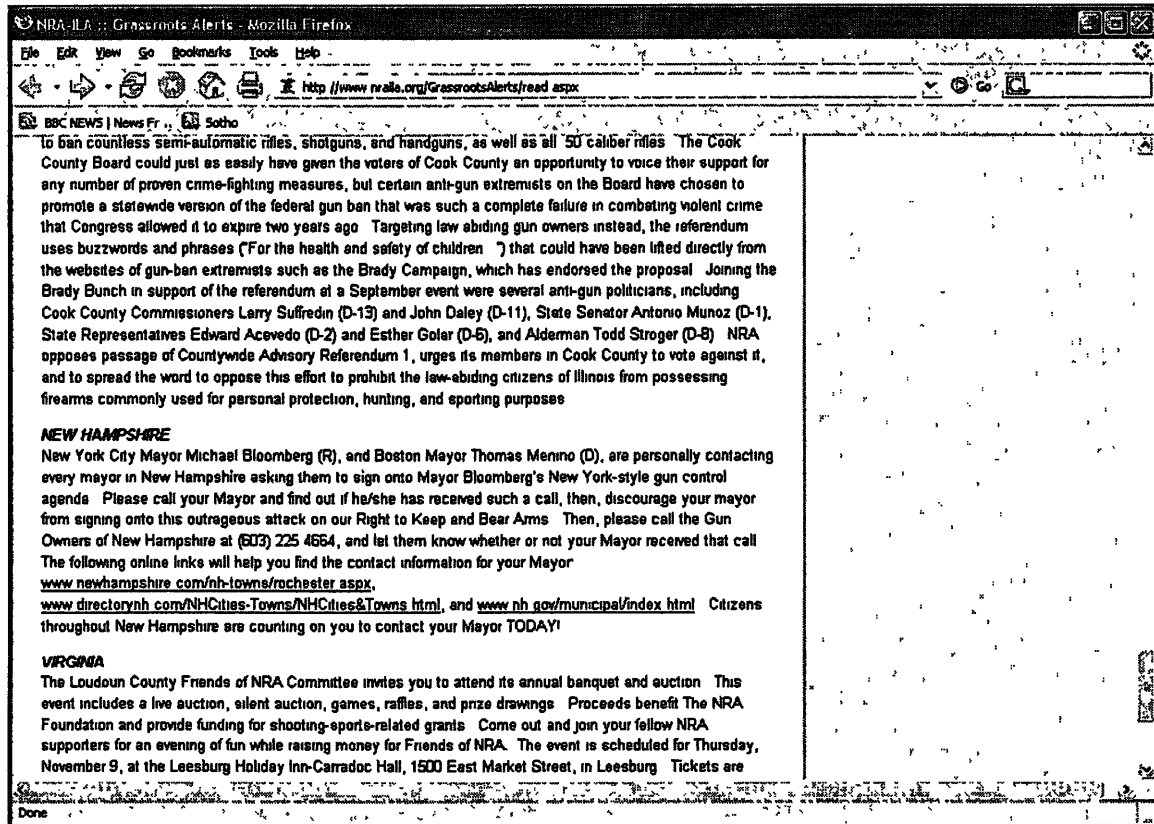 NRA-ILA :: Grassroots Alerts - Mozilla Firefox
File Edit View Go Bookmarks Tools Help
http //www nraila.org/GrassrootsAlerts/read aspx
Go
BBC NEWS | News Fr .. Sotho
to ban countless semi-automatic rifles, shotguns, and handguns, as well as all 50 caliber rifles The Cook
County Board could just as easily have given the voters of Cook County an opportunity to voice their support for
any number of proven crime-fighting measures, but certain anti-gun extremists on the Board have chosen to
promote a statewide version of the federal gun ban that was such a complete failure in combating violent crime
that Congress allowed it to expire two years ago Targeting law abiding gun owners instead, the referendum
uses buzzwords and phrases ("For the health and safety of children ") that could have been lifted directly from
the websites of gun-ban extremists such as the Brady Campaign, which has endorsed the proposal Joining the
Brady Bunch in support of the referendum at a September event were several anti-gun politicians, including
Cook County Commissioners Larry Suffredin (D-13) and John Daley (D-11), State Senator Antonio Munoz (D-1),
State Representatives Edward Acevedo (D-2) and Esther Golar (D-6), and Alderman Todd Stroger (D-8) NRA
opposes passage of Countywide Advisory Referendum 1, urges its members in Cook County to vote against it,
and to spread the word to oppose this effort to prohibit the law-abiding citizens of Illinois from possessing
firearms commonly used for personal protection, hunting, and sporting purposes
NEW HAMPSHIRE
New York City Mayor Michael Bloomberg (R), and Boston Mayor Thomas Menino (D), are personally contacting
every mayor in New Hampshire asking them to sign onto Mayor Bloomberg's New York-style gun control
agenda Please call your Mayor and find out if he/she has received such a call, then, discourage your mayor
from signing onto this outrageous attack on our Right to Keep and Bear Arms Then, please call the Gun
Owners of New Hampshire at (603) 225 4664, and let them know whether or not your Mayor received that call
The following online links will help you find the contact information for your Mayor
www newhampshire com/nh-towns/rochester aspx,
www directorynh com/NHCities-Towns/NHCities&Towns html, and www nh gov/municipal/index html Citizens
throughout New Hampshire are counting on you to contact your Mayor TODAY!
VIRGINIA
The Loudoun County Friends of NRA Committee invites you to attend its annual banquet and auction This
event includes a live auction, silent auction, games, raffles, and prize drawings Proceeds benefit The NRA
Foundation and provide funding for shooting-sports-related grants Come out and join your fellow NRA
supporters for an evening of fun while raising money for Friends of NRA. The event is scheduled for Thursday,
November 9, at the Leesburg Holiday Inn-Carradoc Hall, 1500 East Market Street, in Leesburg Tickets are
Done